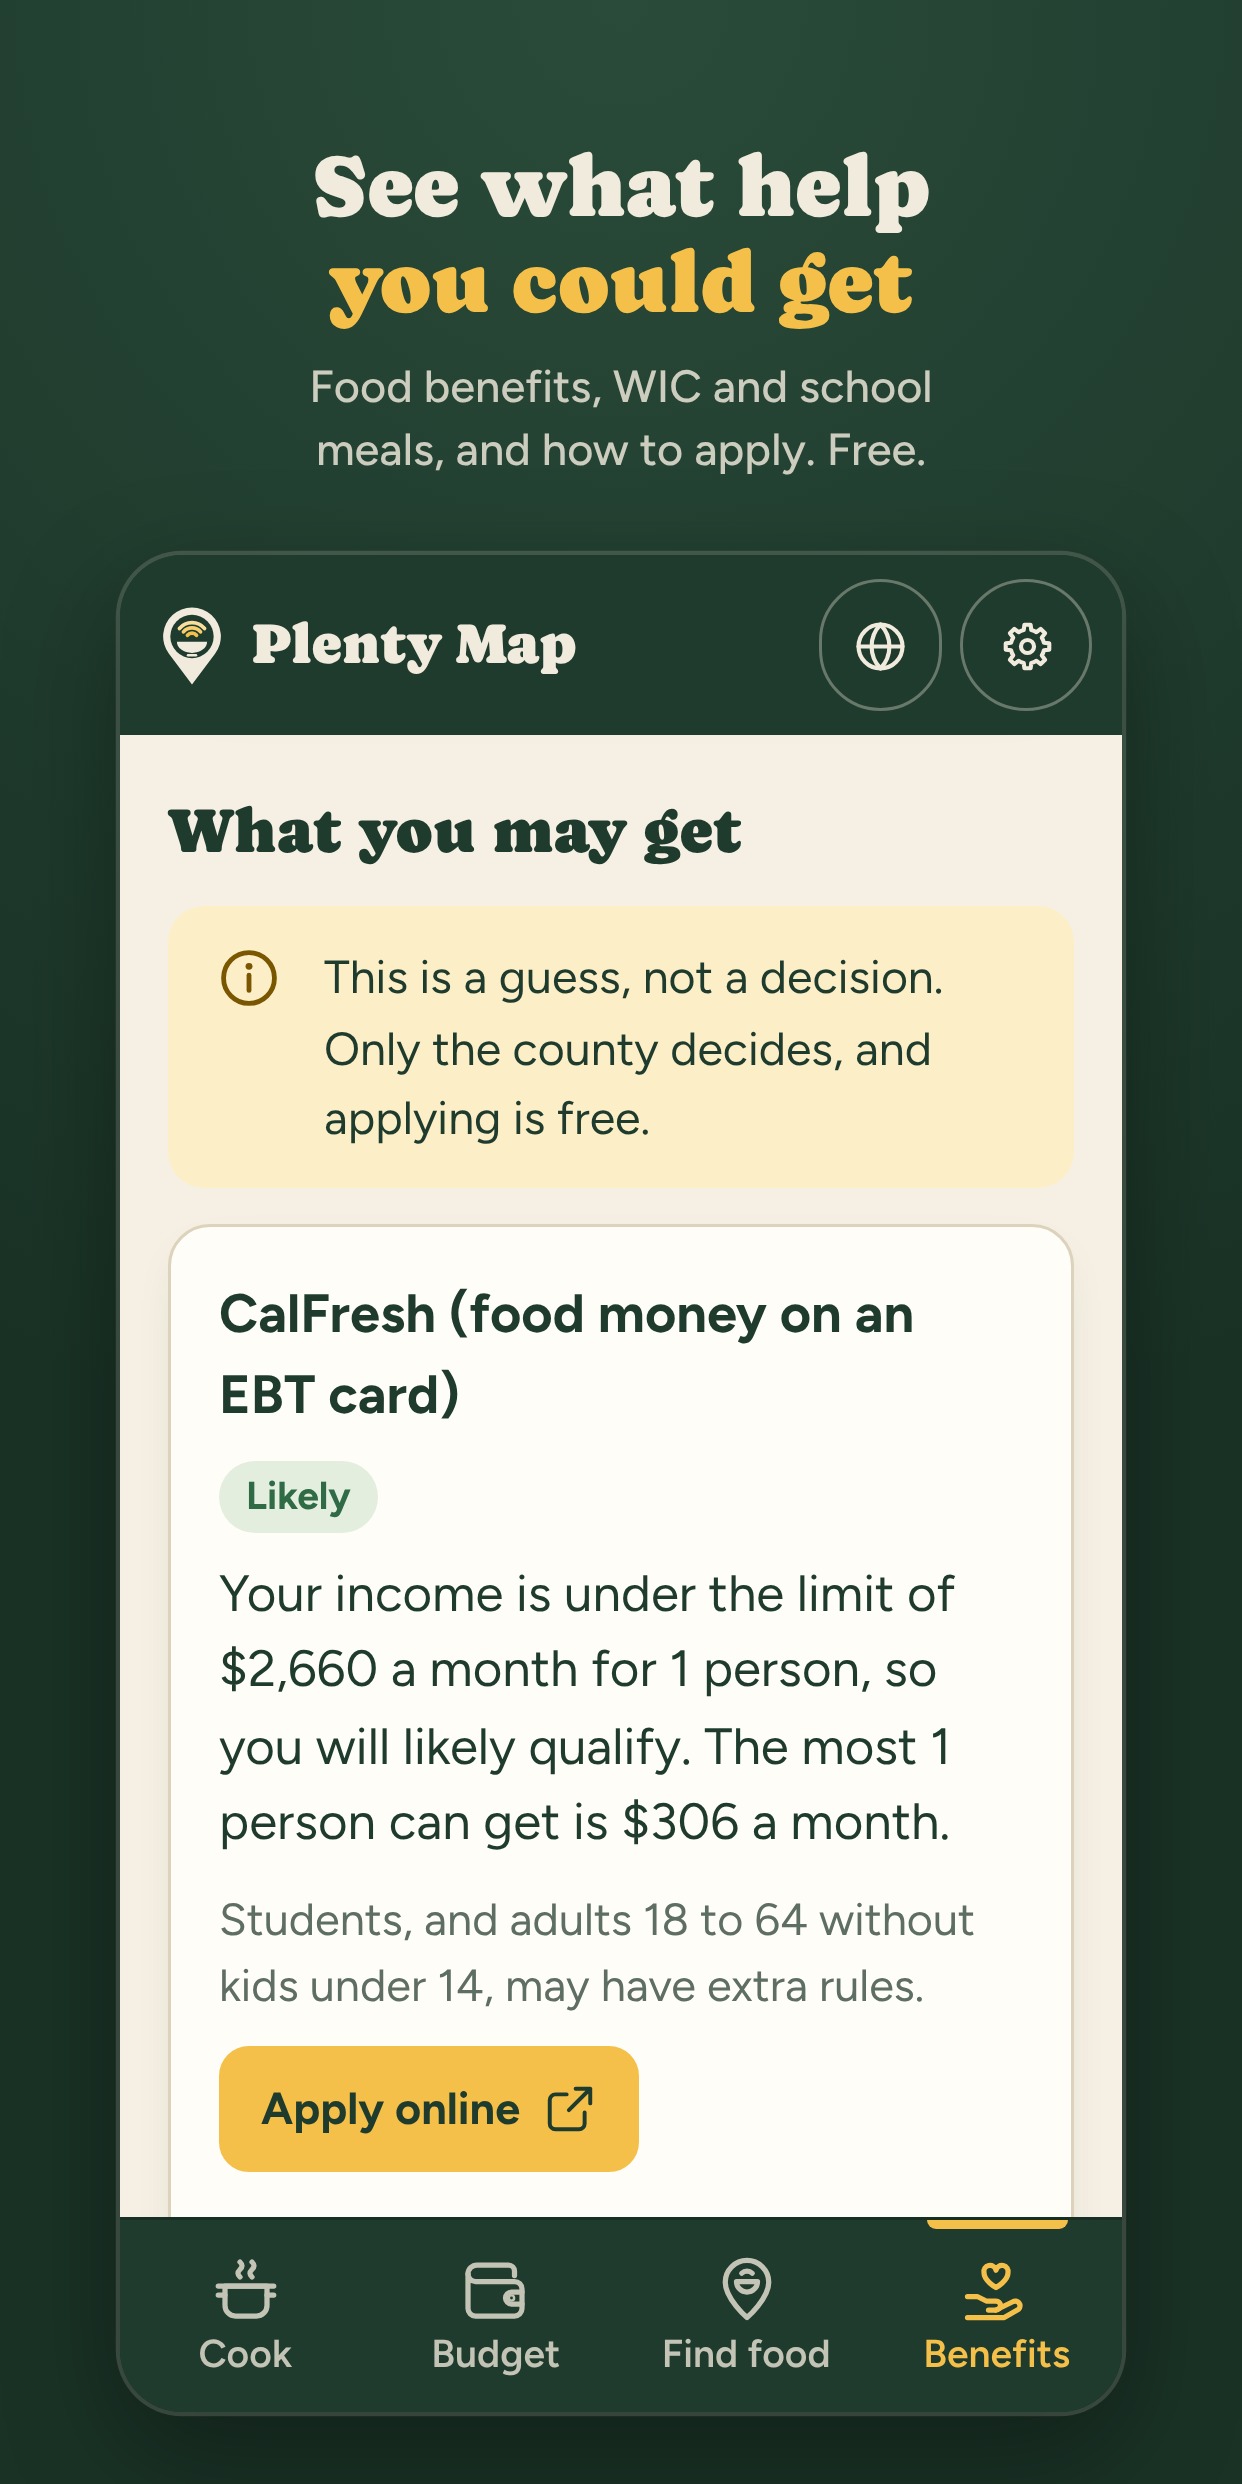 See what help
you could get
Food benefits, WIC and school
meals, and how to apply. Free.
Plenty Map
What you may get
This is a guess, not a decision.
Only the county decides, and
applying is free.
CalFresh (food money on an
EBT card)
Likely
Your income is under the limit of
$2,660 a month for 1 person, so
you will likely qualify. The most 1
person can get is $306 a month.
Students, and adults 18 to 64 without
kids under 14, may have extra rules.
Apply online
Cook
Budget
Find food
Benefits